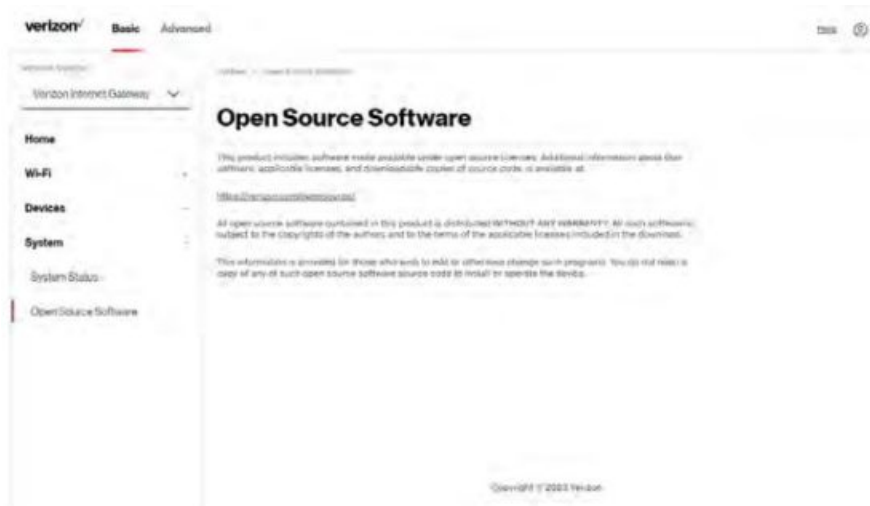 verizon
Basic Advanced
Verizon Internet Gateway
Open Source Software
Home
This product includes software made available under open source licenses. Additional information about that
software, applicable licenses, and downloadable copies of source code, is available at:
Wi-Fi
Devices
All open source software contained in this product is distributed WITHOUT ANY WARRANTY. All such software is
subject to the copyrights of the authors and to the terms of the applicable licenses included in the download.
System
This information is provided for those who wish to edit or otherwise change such programs. You do not need a
copy of any of such open source software source code to install or operate the device.
System Status
Open Source Software
Copyright © Verizon